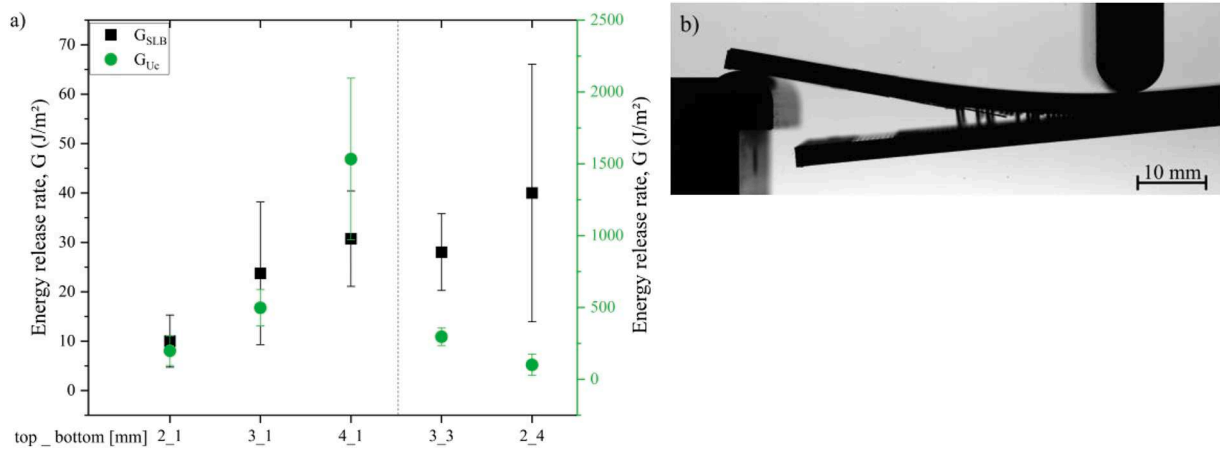 a)
G_SLB
G_Uc
Energy release rate, G (J/m²)
70
60
50
40
30
20
10
0
2500
2000
1500
1000
500
0
Energy release rate, G (J/m²)
top _ bottom [mm]
2_1
3_1
4_1
3_3
2_4
b)
10 mm